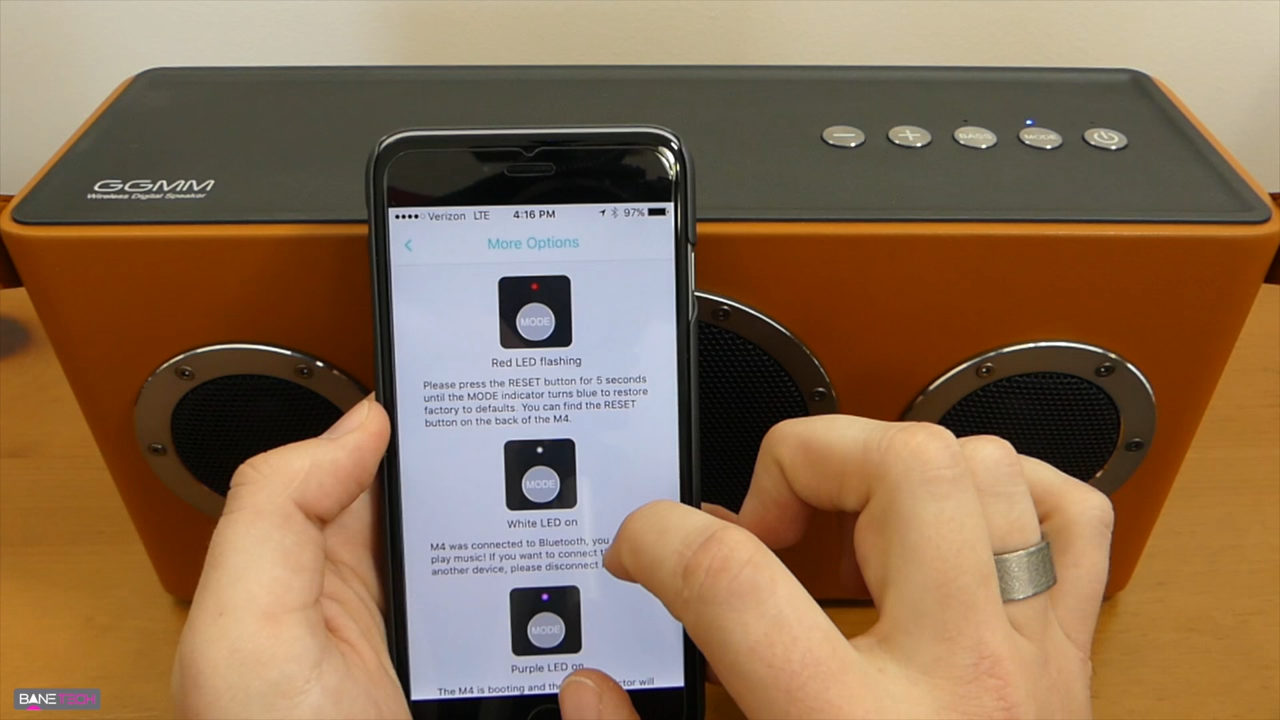 GGMM
Wireless Digital Speaker
BASS
MODE
Verizon LTE 4:16 PM 97%
More Options
MODE
Red LED flashing
Please press the RESET button for 5 seconds
until the MODE indicator turns blue to restore
factory to defaults. You can find the RESET
button on the back of the M4.
MODE
White LED on
M4 was connected to Bluetooth, you
play music! If you want to connect
another device, please disconnect
MODE
Purple LED on
The M4 is booting and the
will
BANE TECH